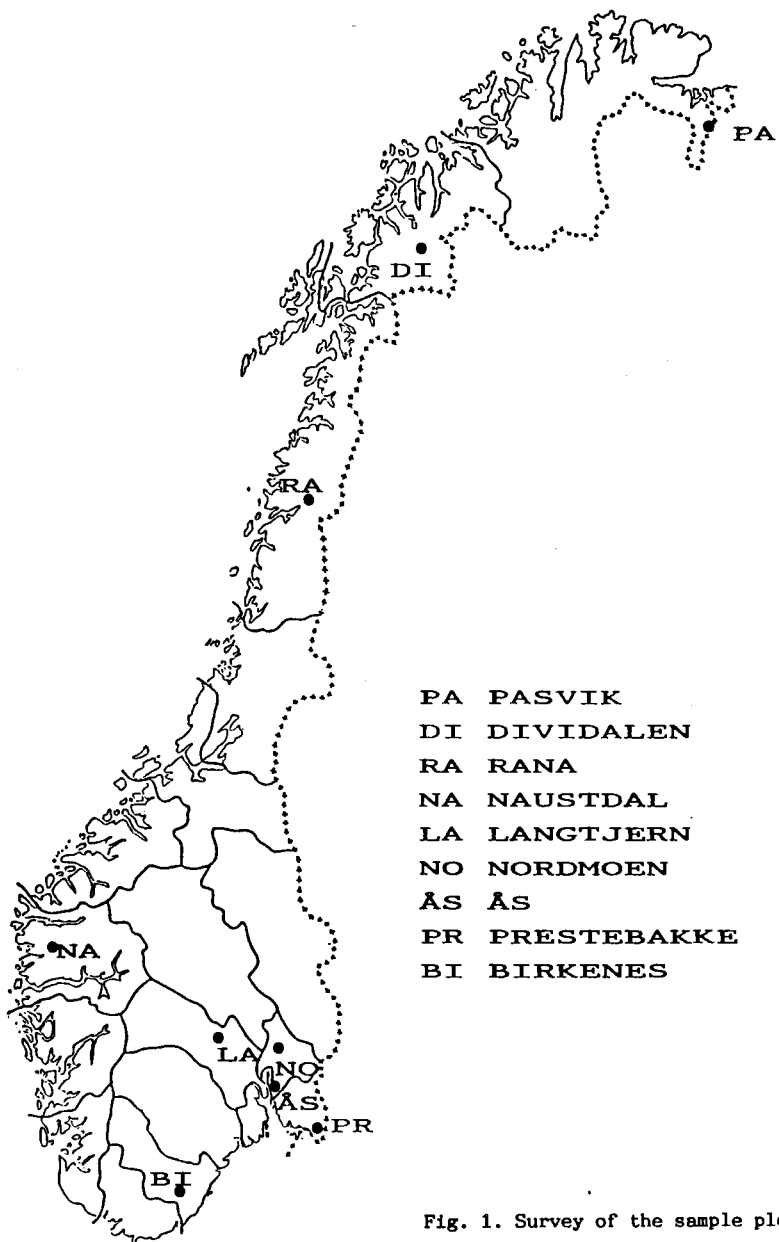 PA
DI
RA
NA
LA
NO
ÅS
PR
BI
PA PASVIK
DI DIVIDALEN
RA RANA
NA NAUSTDAL
LA LANGTJERN
NO NORDMOEN
ÅS ÅS
PR PRESTEBAKKE
BI BIRKENES
Fig. 1. Survey of the sample